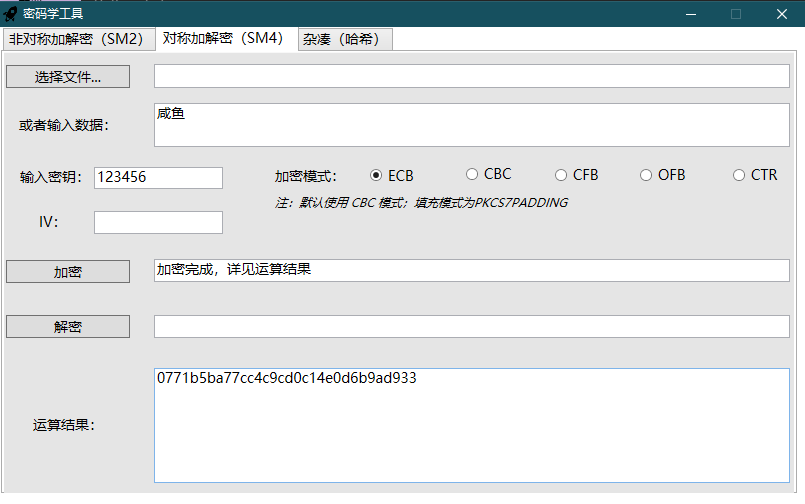 密码学工具
非对称加解密（SM2） 对称加解密（SM4） 杂凑（哈希）
选择文件...
或者输入数据： 咸鱼
输入密钥： 123456 加密模式： ECB CBC CFB OFB CTR
注：默认使用 CBC 模式；填充模式为PKCS7PADDING
IV：
加密 加密完成，详见运算结果
解密
运算结果： 0771b5ba77cc4c9cd0c14e0d6b9ad933